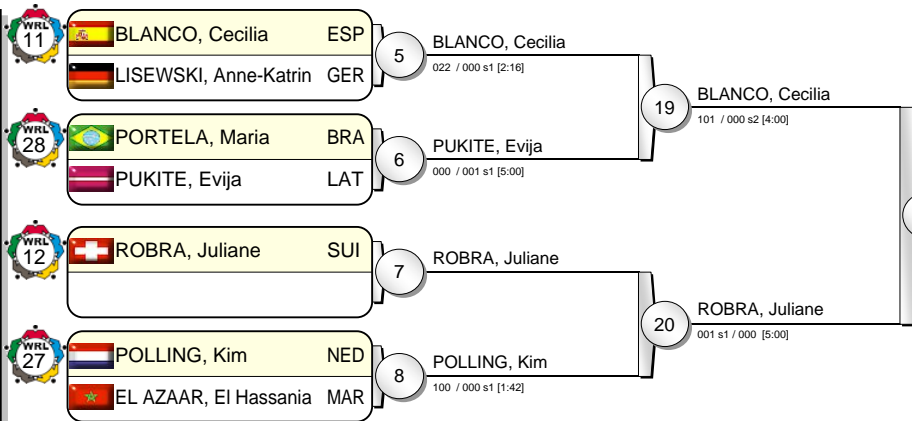 WRL
11
BLANCO, Cecilia ESP
LISEWSKI, Anne-Katrin GER
5
BLANCO, Cecilia
022 / 000 s1 [2:16]
19
BLANCO, Cecilia
101 / 000 s2 [4:00]
WRL
28
PORTELA, Maria BRA
PUKITE, Evija LAT
6
PUKITE, Evija
000 / 001 s1 [5:00]
WRL
12
ROBRA, Juliane SUI
7
ROBRA, Juliane
20
ROBRA, Juliane
001 s1 / 000 [5:00]
WRL
27
POLLING, Kim NED
EL AZAAR, El Hassania MAR
8
POLLING, Kim
100 / 000 s1 [1:42]